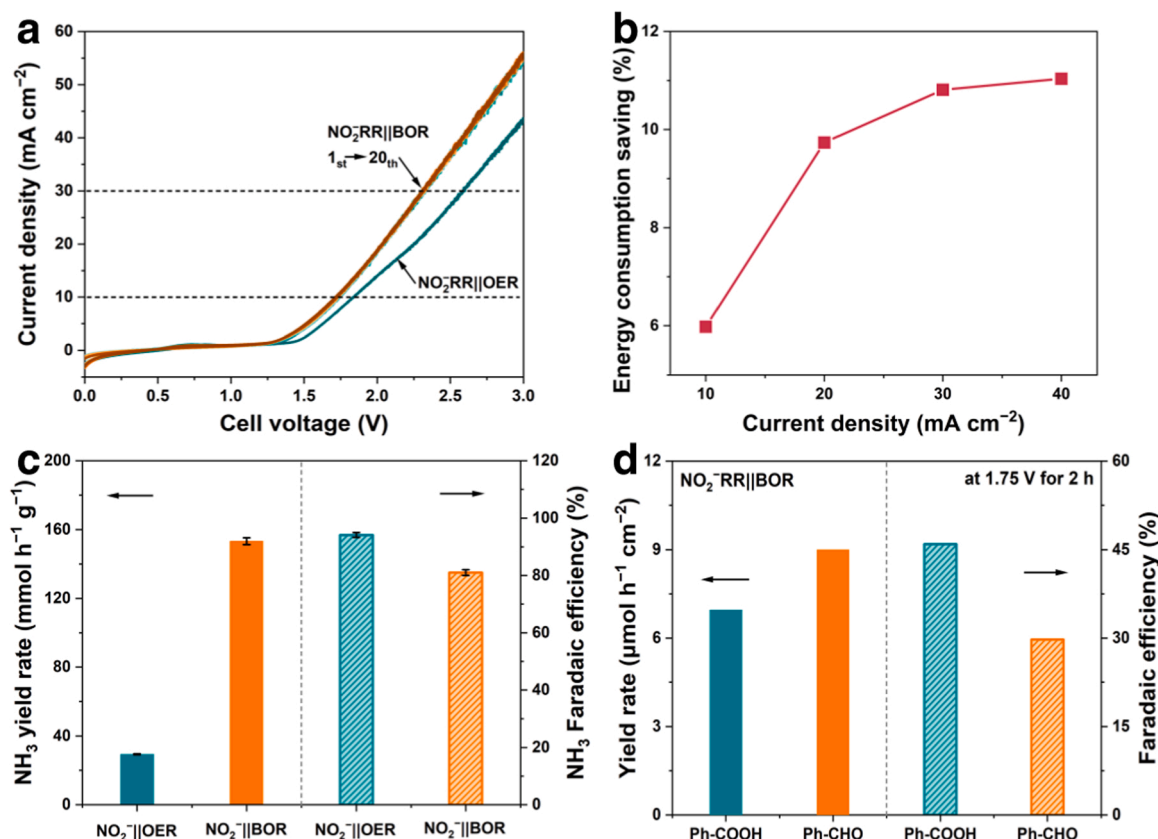 a
Current density (mA cm⁻²)
60
50
40
30
20
10
0
NO₂⁻RR||BOR
1st→20th
NO₂⁻RR||OER
0.0 0.5 1.0 1.5 2.0 2.5 3.0
Cell voltage (V)
b
Energy consumption saving (%)
12
10
8
6
10 20 30 40
Current density (mA cm⁻²)
c
NH₃ yield rate (mmol h⁻¹ g⁻¹)
200
160
120
80
40
0
120
100
80
60
40
20
0
NH₃ Faradaic efficiency (%)
NO₂⁻||OER NO₂⁻||BOR NO₂⁻||OER NO₂⁻||BOR
d
Yield rate (μmol h⁻¹ cm⁻²)
12
9
6
3
0
NO₂⁻RR||BOR
at 1.75 V for 2 h
60
45
30
15
0
Faradaic efficiency (%)
Ph-COOH Ph-CHO Ph-COOH Ph-CHO